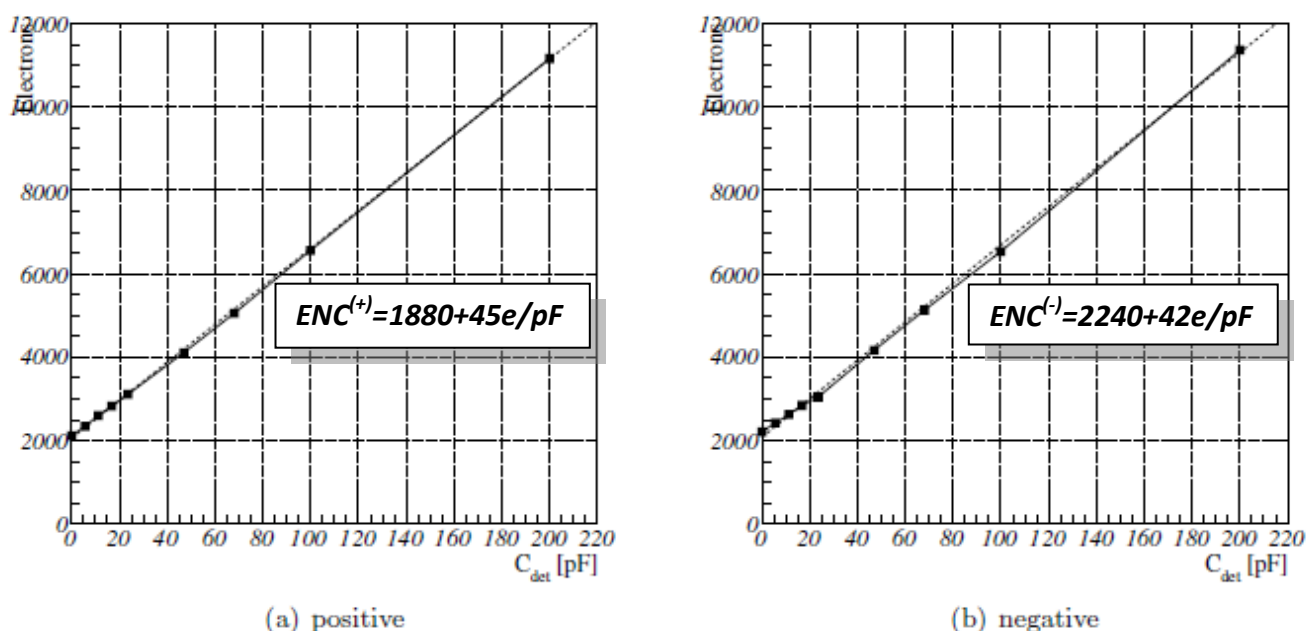 12000
Electrons
10000
8000
6000
4000
2000
0
ENC(+)=1880+45e/pF
0 20 40 60 80 100 120 140 160 180 200 220
Cdet [pF]
(a) positive
12000
Electrons
10000
8000
6000
4000
2000
0
ENC(-)=2240+42e/pF
0 20 40 60 80 100 120 140 160 180 200 220
Cdet [pF]
(b) negative